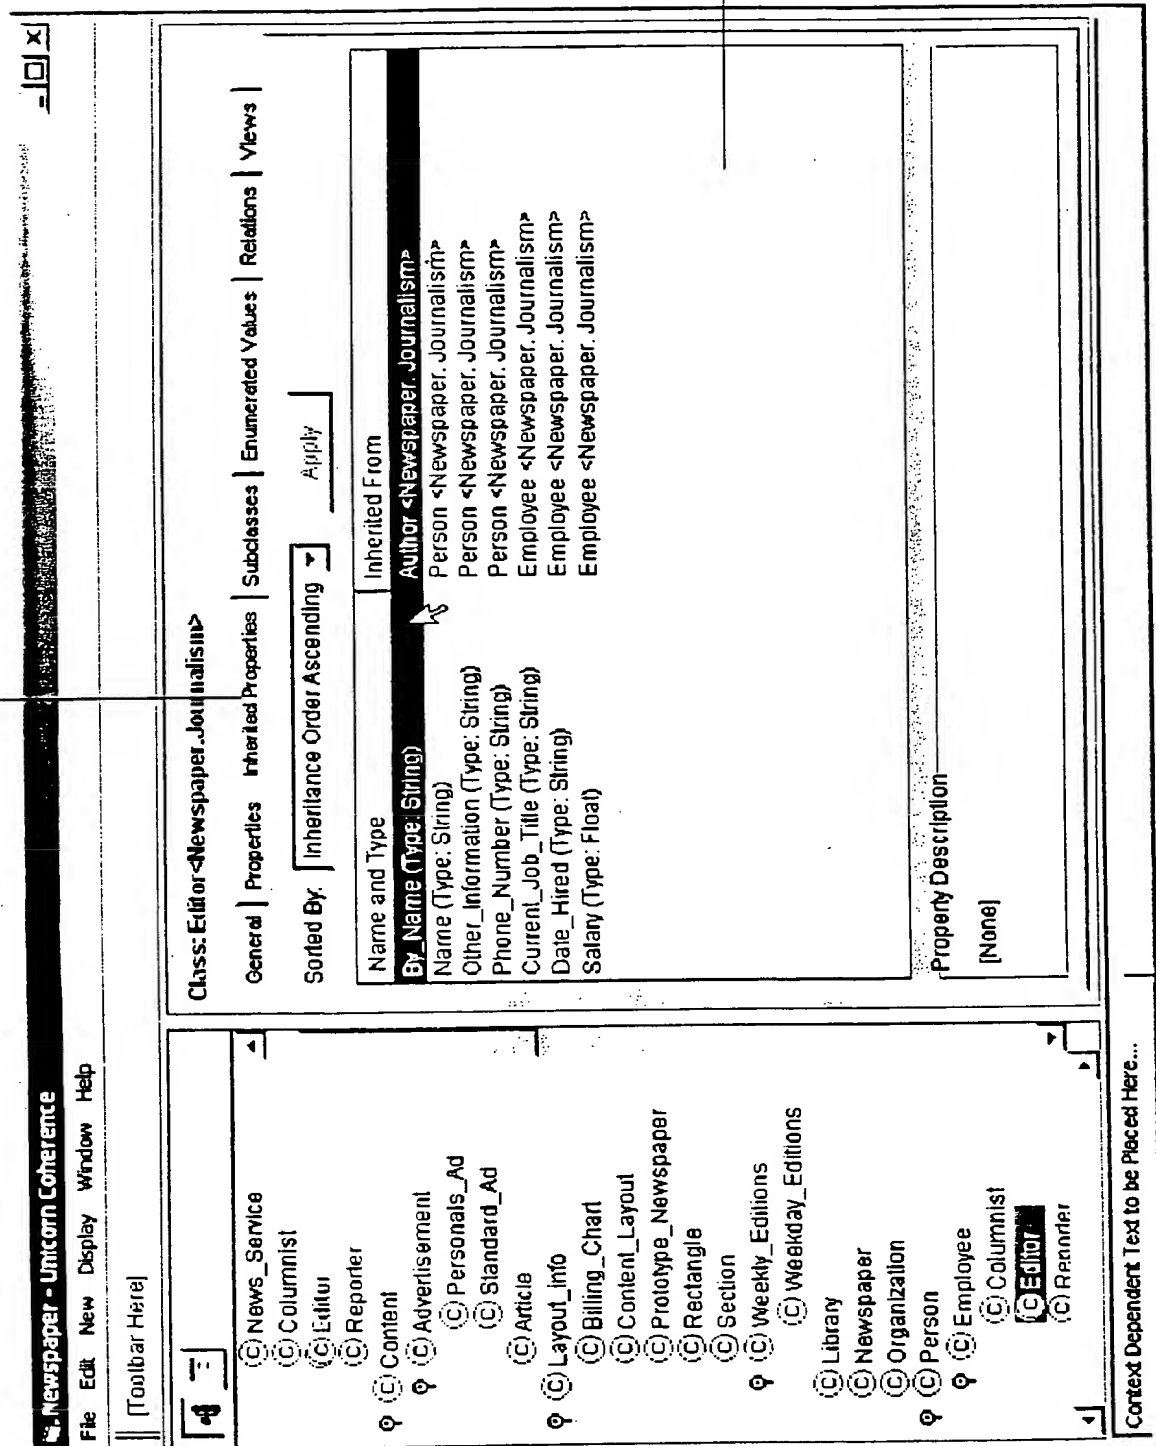 Newspaper - Unicorn Coherence
File Edit New Display Window Help
[Toolbar Here]
(C) News_Service
(C) Columnist
(C) Editor
(C) Reporter
(C) Content
(C) Advertisement
(C) Personals_Ad
(C) Standard_Ad
(C) Article
(C) Layout_Info
(C) Billing_Chart
(C) Content_Layout
(C) Prototype_Newspaper
(C) Rectangle
(C) Section
(C) Weekly_Editions
(C) Weekday_Editions
(C) Library
(C) Newspaper
(C) Organization
(C) Person
(C) Employee
(C) Columnist
(C) Editor
(C) Reporter
Class: Editor<Newspaper.Journalism>
General Properties Inherited Properties Subclasses Enumerated Values Relations Views
Sorted By: Inheritance Order Ascending Apply
Name and Type Inherited From
By_Name (Type: String) Author <Newspaper. Journalism>
Name (Type: String) Person <Newspaper. Journalism>
Other_Information (Type: String) Person <Newspaper. Journalism>
Phone_Number (Type: String) Person <Newspaper. Journalism>
Current_Job_Title (Type: String) Employee <Newspaper. Journalism>
Date_Hired (Type: String) Employee <Newspaper. Journalism>
Salary (Type: Float) Employee <Newspaper. Journalism>
Property Description
[None]
Context Dependent Text to be Placed Here...